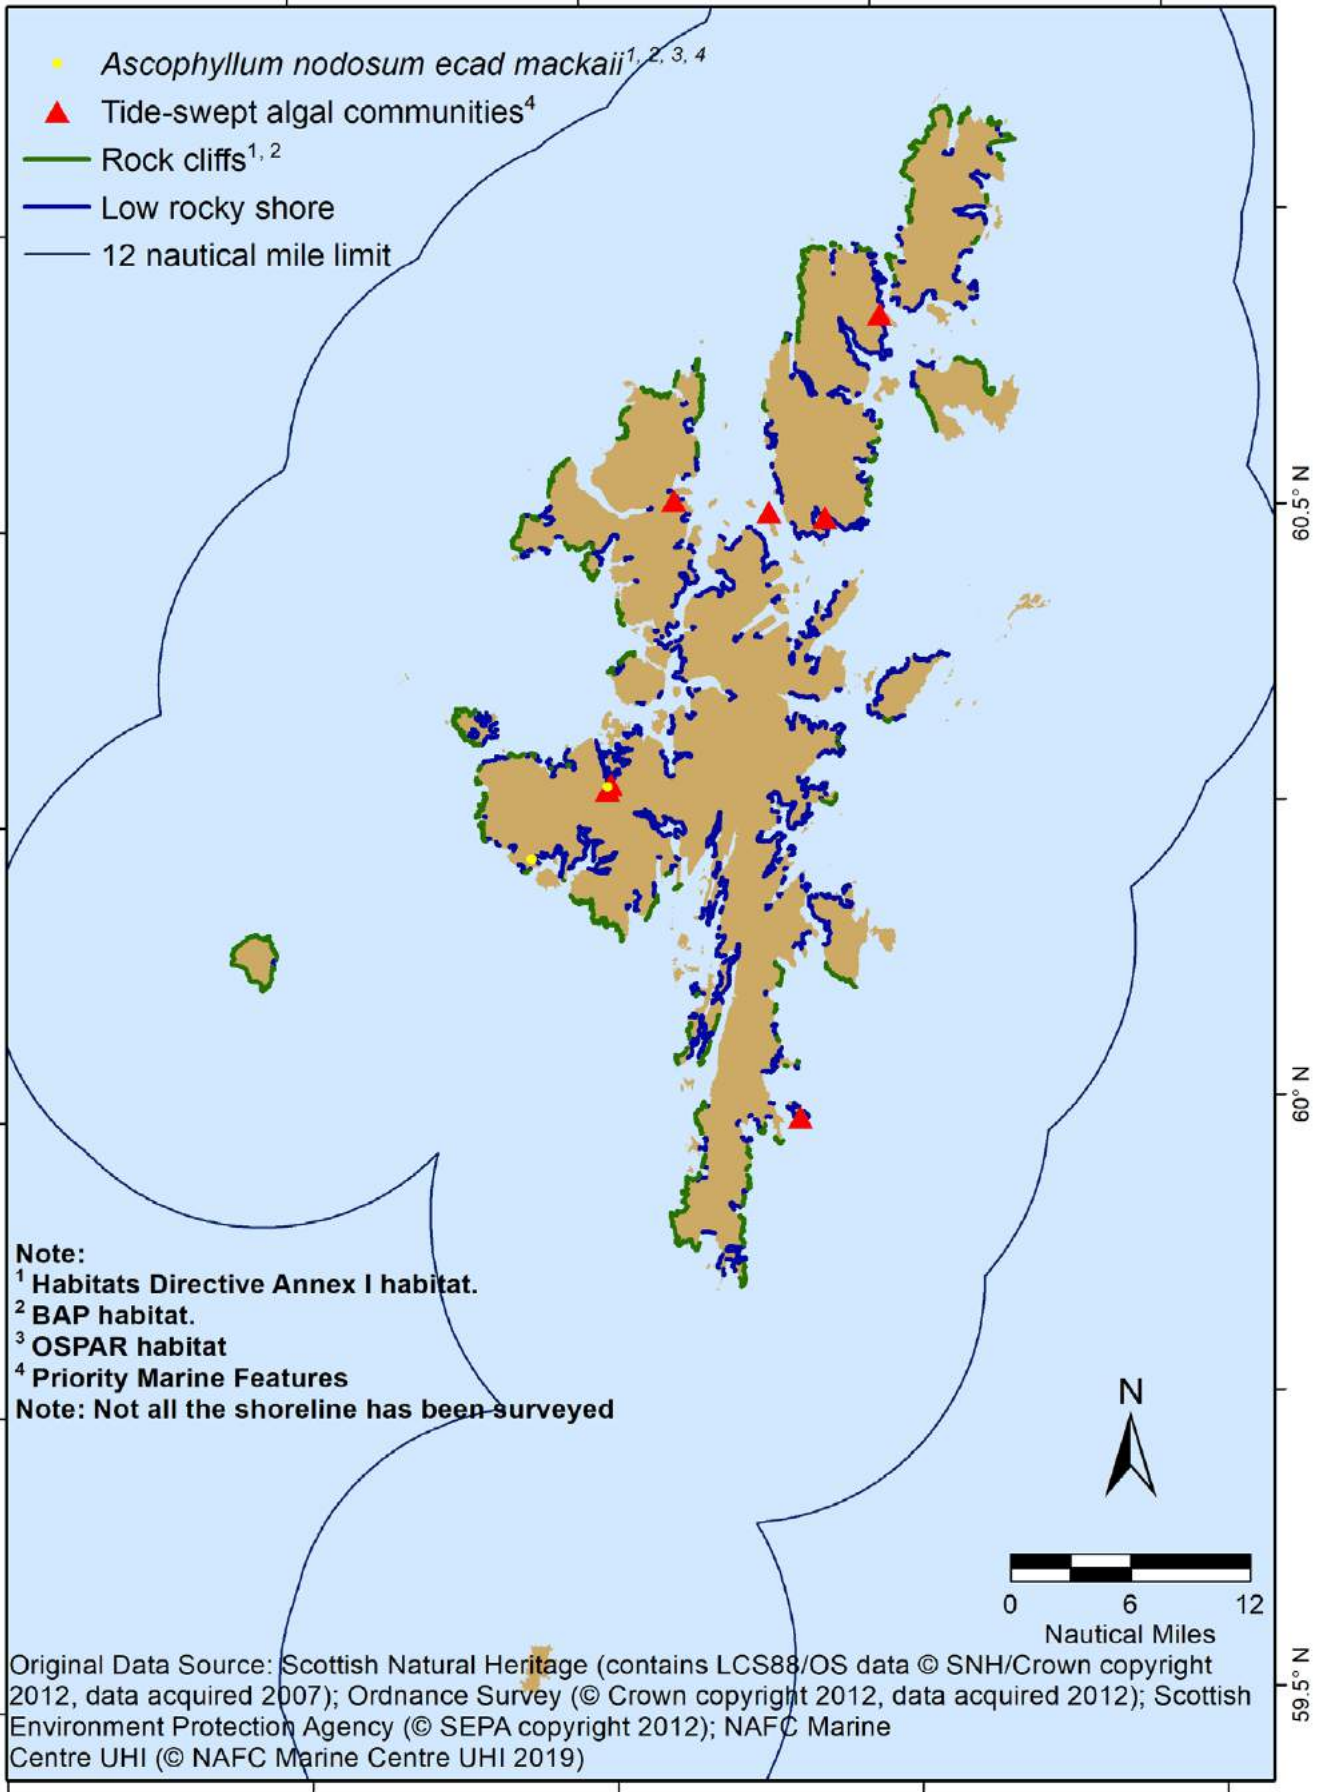 Ascophyllum nodosum ecad mackaii1, 2, 3, 4
Tide-swept algal communities4
Rock cliffs1, 2
Low rocky shore
12 nautical mile limit
60.5° N
60° N
Note:
1 Habitats Directive Annex I habitat.
2 BAP habitat.
3 OSPAR habitat
4 Priority Marine Features
Note: Not all the shoreline has been surveyed
N
0 6 12
Nautical Miles
59.5° N
Original Data Source: Scottish Natural Heritage (contains LCS88/OS data © SNH/Crown copyright
2012, data acquired 2007); Ordnance Survey (© Crown copyright 2012, data acquired 2012); Scottish
Environment Protection Agency (© SEPA copyright 2012); NAFC Marine
Centre UHI (© NAFC Marine Centre UHI 2019)